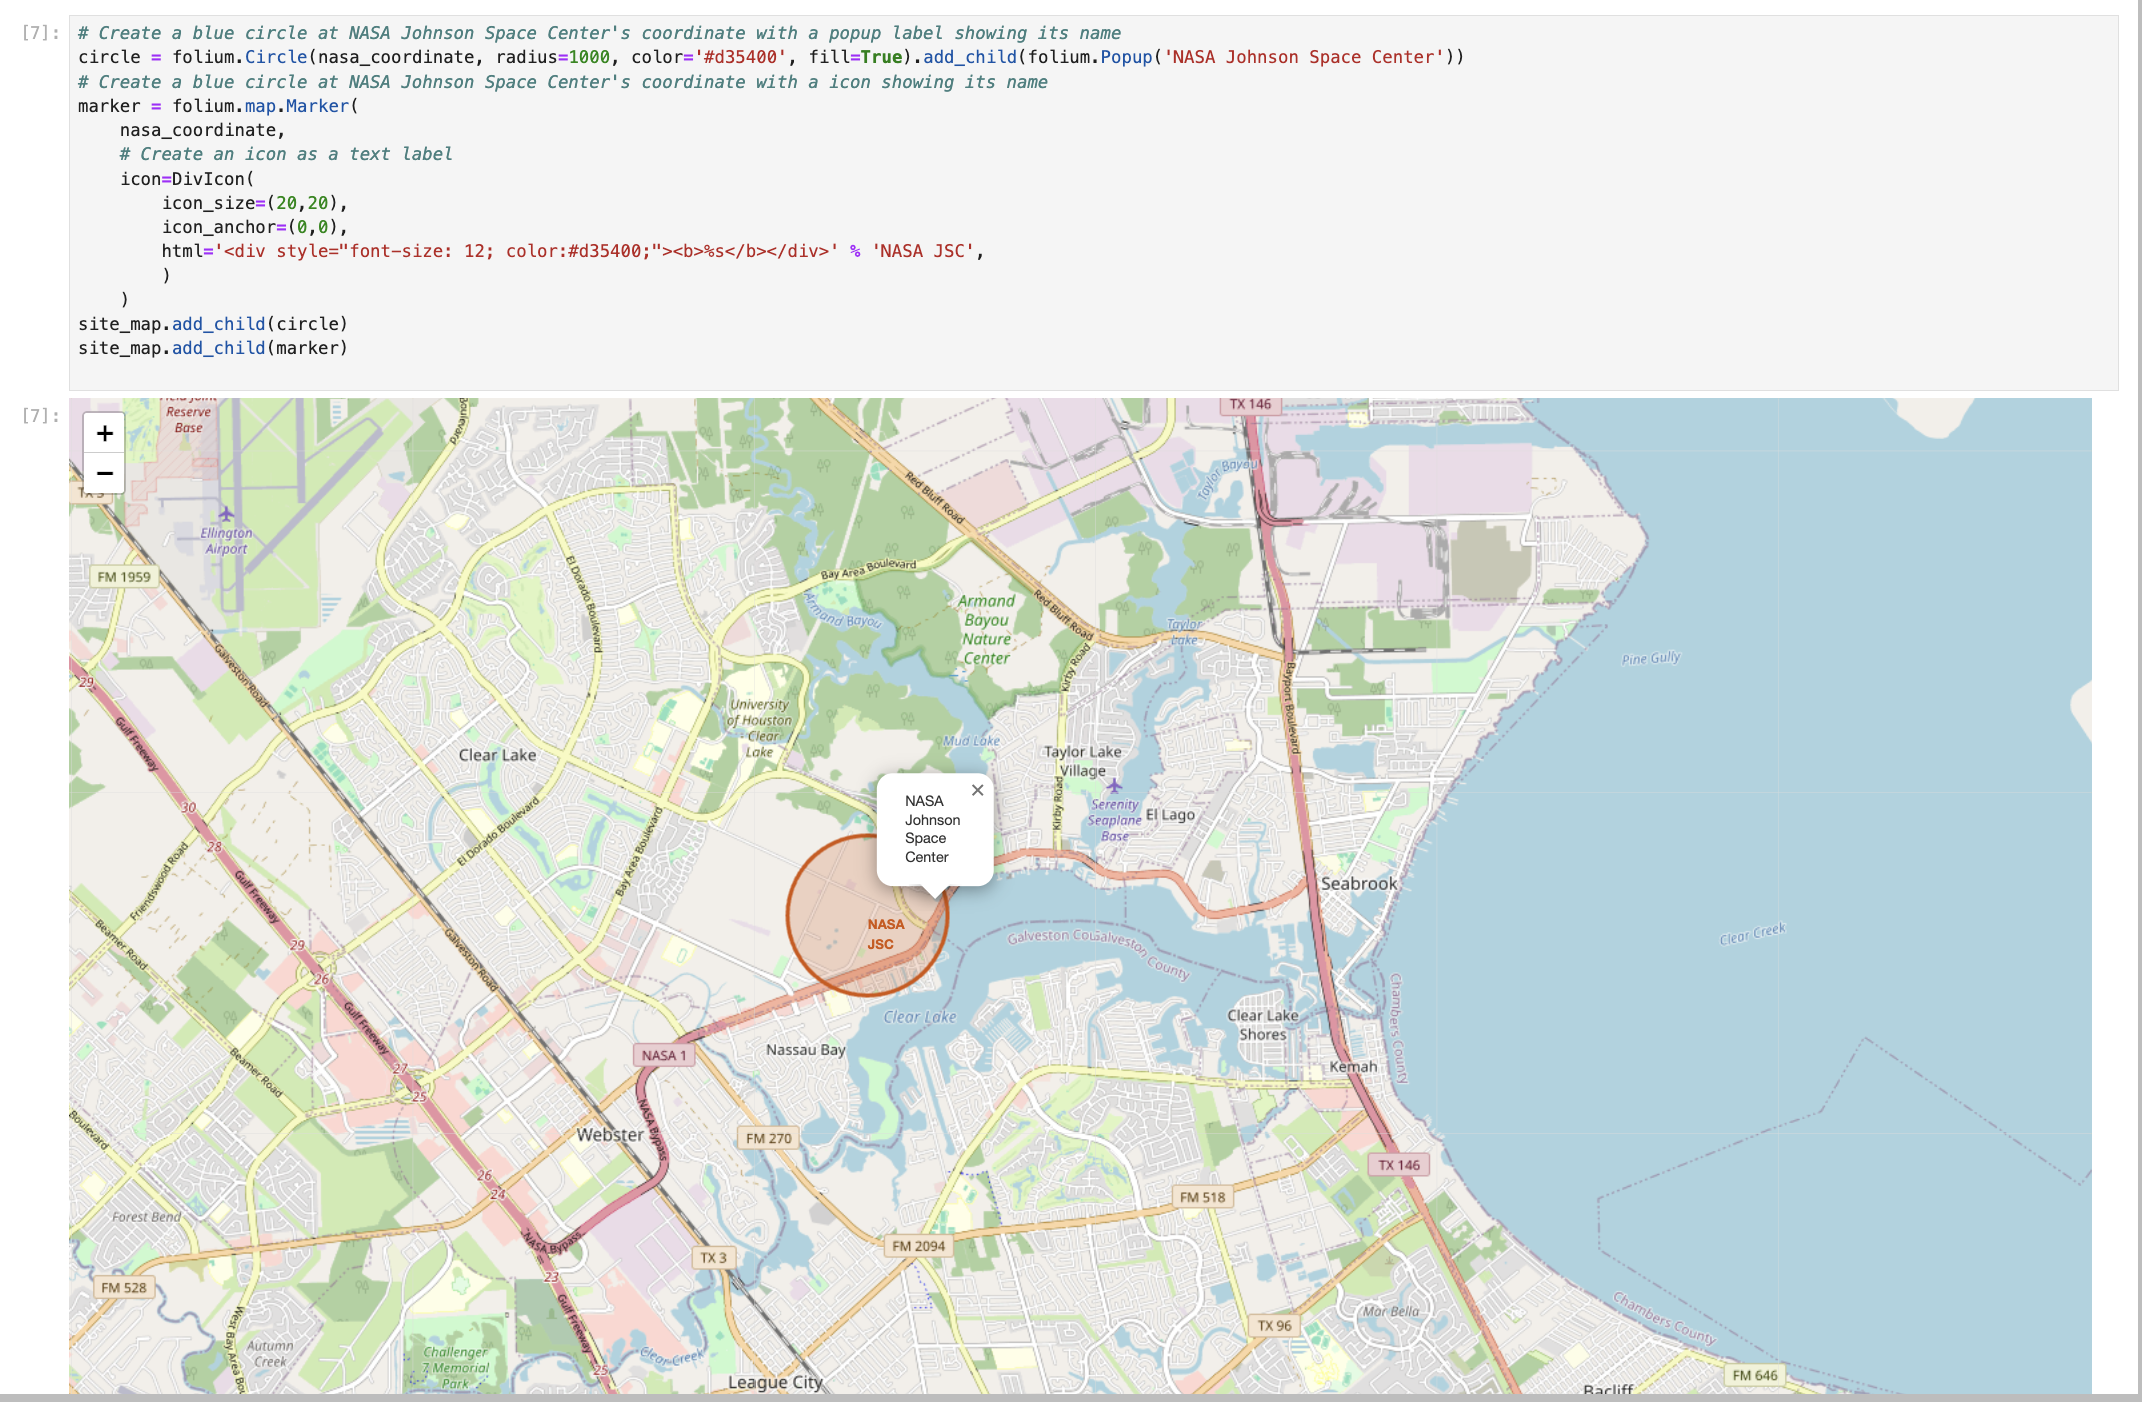 [7]:
# Create a blue circle at NASA Johnson Space Center's coordinate with a popup label showing its name
circle = folium.Circle(nasa_coordinate, radius=1000, color='#d35400', fill=True).add_child(folium.Popup('NASA Johnson Space Center'))
# Create a blue circle at NASA Johnson Space Center's coordinate with a icon showing its name
marker = folium.map.Marker(
    nasa_coordinate,
    # Create an icon as a text label
    icon=DivIcon(
        icon_size=(20,20),
        icon_anchor=(0,0),
        html='<div style="font-size: 12; color:#d35400;"><b>%s</b></div>' % 'NASA JSC',
        )
    )
site_map.add_child(circle)
site_map.add_child(marker)
[7]:
+
−
Reserve
Base
TX 3
Ellington
Airport
FM 1959
29
Galveston Road
Gulf Freeway
30
28
Friendswood Road
Gulf Freeway
Beamer Road
29
26
Gulf Freeway
Beamer Road
27
25
Boulevard
Boulevard
El Dorado Boulevard
Clear Lake
El Dorado Boulevard
Bay Area Boulevard
Galveston Road
University
of Houston
- Clear
Lake
Bay Area Boulevard
Armand Bayou
Red Bluff Road
Armand
Bayou
Nature
Center
Red Bluff Road
Kirby Road
Taylor
Lake
Taylor Bayou
TX 146
Bayport Boulevard
Pine Gully
Mud Lake
Taylor Lake
Village
Kirby Road
Serenity
Seaplane
Base
El Lago
NASA
Johnson
Space
Center
×
NASA
JSC
Seabrook
Clear Creek
Galveston Cou
Galveston County
Chambers County
Clear Lake
Clear Lake
Shores
Kemah
Nassau Bay
NASA 1
NASA Bypass
Webster
FM 270
TX 146
FM 518
FM 2094
26
24
Forest Bend
NASA Bypass
TX 3
23
FM 528
Gulf Freeway
West Bay Area Bo
Autumn
Creek
Challenger
7 Memorial
Park
25
Clear Creek
League City
TX 96
Mar Bella
Chambers County
FM 646
Bacliff